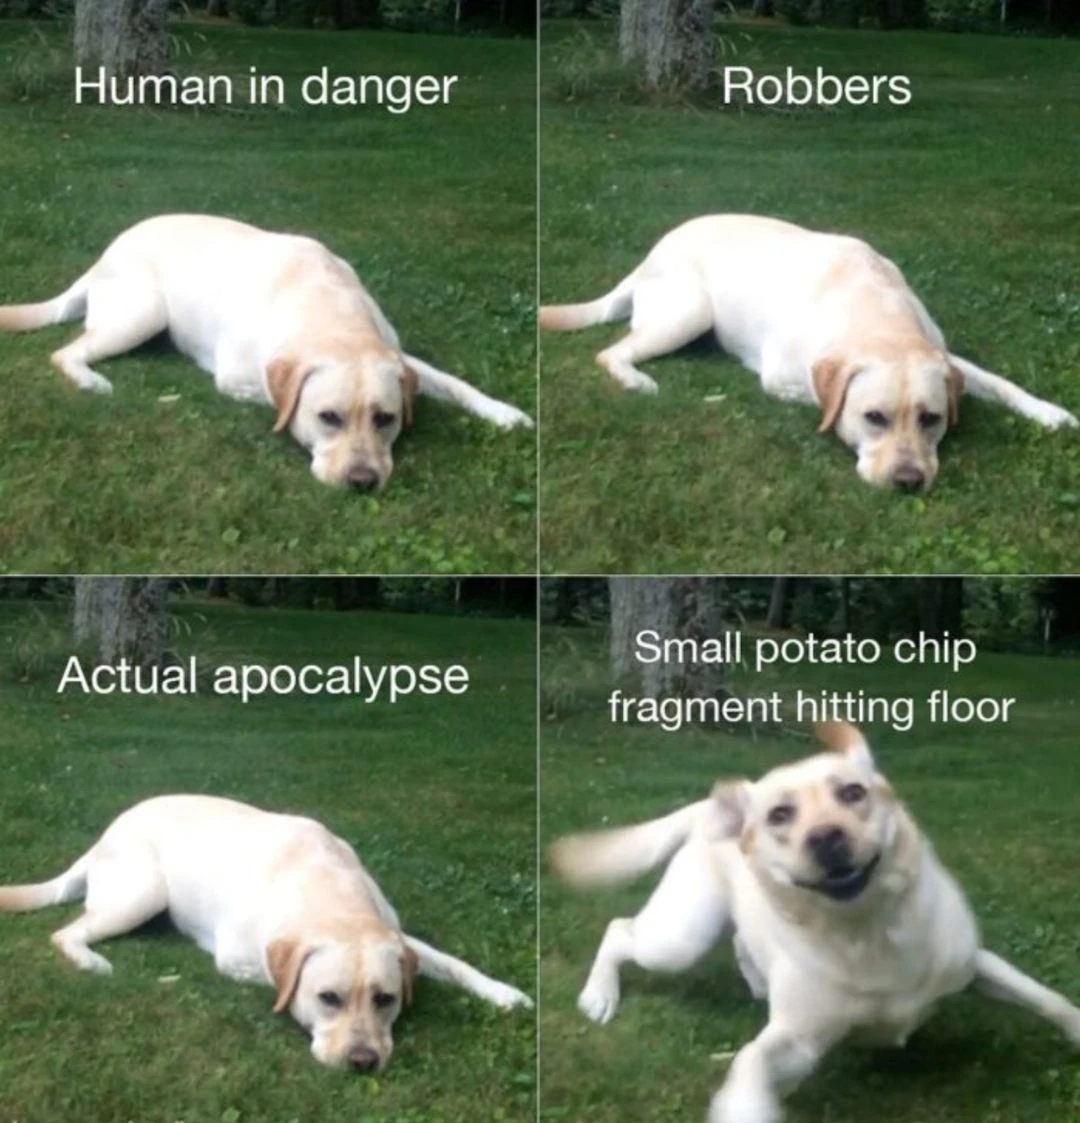 Human in danger
Robbers
Actual apocalypse
Small potato chip
fragment hitting floor